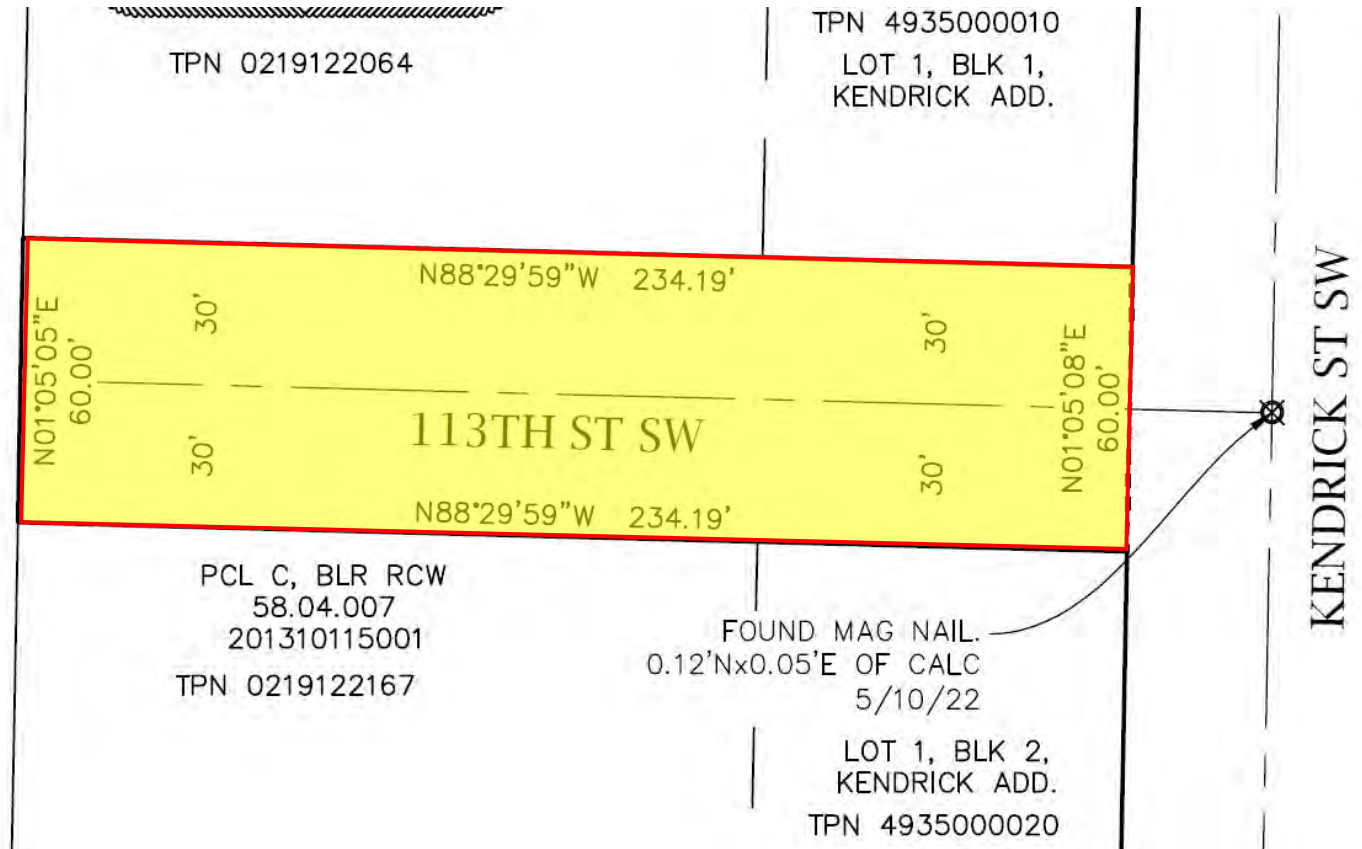 TPN 0219122064
TPN 4935000010
LOT 1, BLK 1,
KENDRICK ADD.
N88°29'59"W 234.19'
N01°05'05"E
60.00'
30'
30'
113TH ST SW
30'
30'
N01°05'08"E
60.00'
N88°29'59"W 234.19'
KENDRICK ST SW
PCL C, BLR RCW
58.04.007
201310115001
TPN 0219122167
FOUND MAG NAIL.
0.12'Nx0.05'E OF CALC
5/10/22
LOT 1, BLK 2,
KENDRICK ADD.
TPN 4935000020